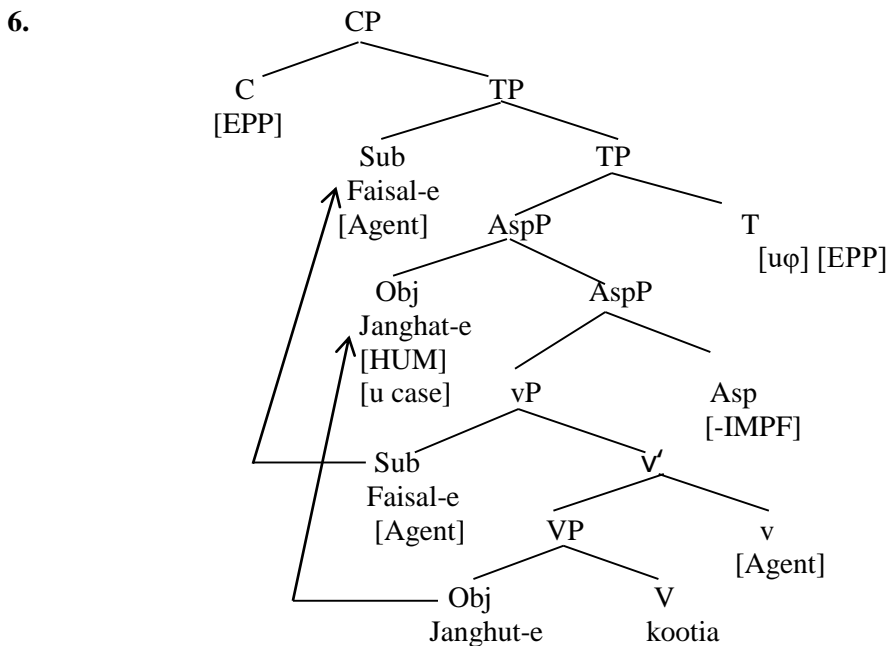 6.
CP
C TP
[EPP]
Sub TP
Faisal-e
[Agent] AspP T
[uφ] [EPP]
Obj AspP
Janghat-e
[HUM]
[u case] vP Asp
[-IMPF]
Sub v'
Faisal-e
[Agent] VP v
[Agent]
Obj V
Janghut-e kootia